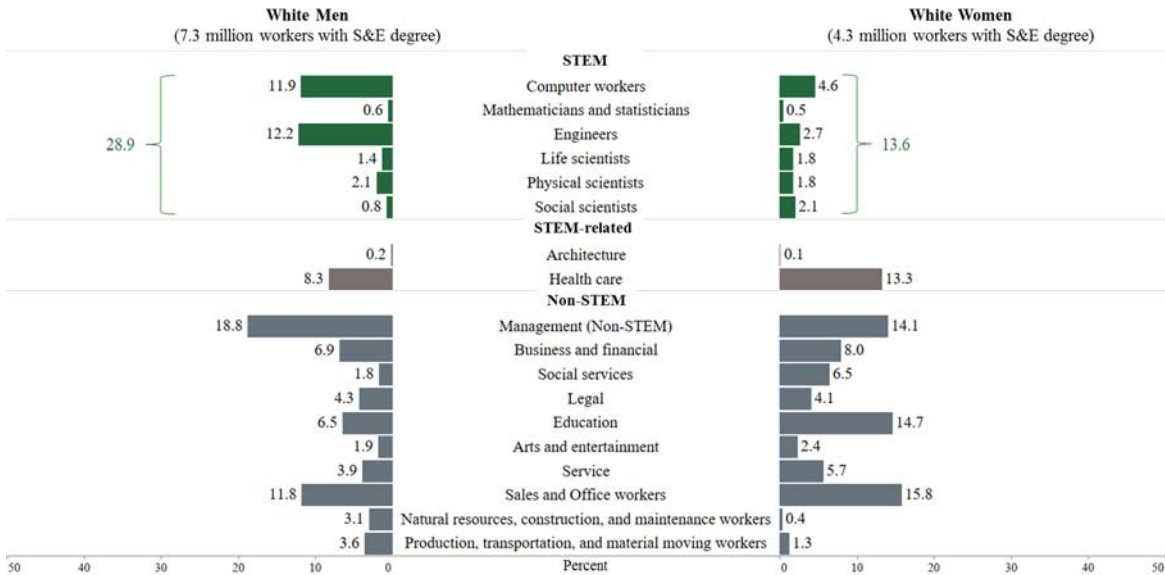 White Men White Women
(7.3 million workers with S&E degree) (4.3 million workers with S&E degree)
STEM
11.9 Computer workers 4.6
0.6 Mathematicians and statisticians 0.5
12.2 Engineers 2.7
28.9 13.6
1.4 Life scientists 1.8
2.1 Physical scientists 1.8
0.8 Social scientists 2.1
STEM-related
0.2 Architecture 0.1
8.3 Health care 13.3
Non-STEM
18.8 Management (Non-STEM) 14.1
6.9 Business and financial 8.0
1.8 Social services 6.5
4.3 Legal 4.1
6.5 Education 14.7
1.9 Arts and entertainment 2.4
3.9 Service 5.7
11.8 Sales and Office workers 15.8
3.1 Natural resources, construction, and maintenance workers 0.4
3.6 Production, transportation, and material moving workers 1.3
50 40 30 20 10 0 Percent 0 10 20 30 40 50